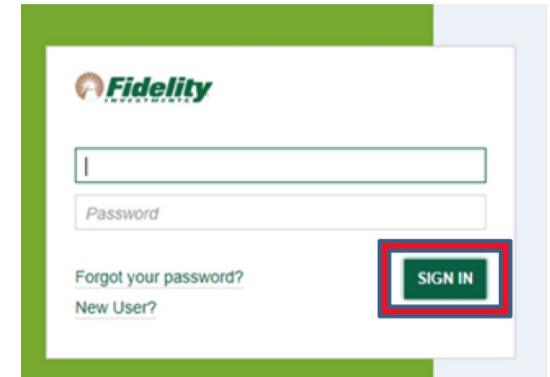 Fidelity
INVESTMENTS
Password
Forgot your password?
SIGN IN
New User?